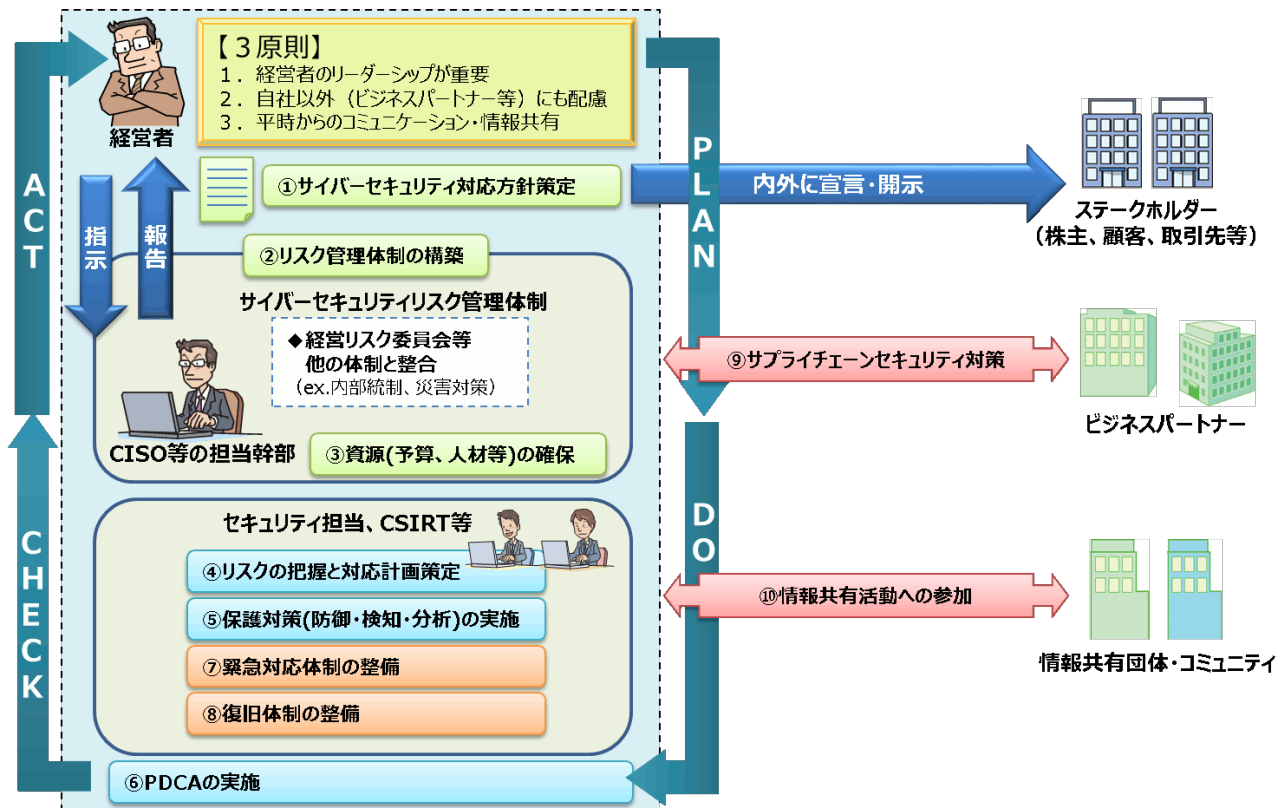 【３原則】
１．経営者のリーダーシップが重要
２．自社以外（ビジネスパートナー等）にも配慮
３．平時からのコミュニケーション・情報共有
経営者
ACT
PLAN
①サイバーセキュリティ対応方針策定
内外に宣言・開示
ステークホルダー
（株主、顧客、取引先等）
指示
報告
②リスク管理体制の構築
サイバーセキュリティリスク管理体制
◆経営リスク委員会等
他の体制と整合
（ex.内部統制、災害対策）
CISO等の担当幹部
③資源(予算、人材等)の確保
⑨サプライチェーンセキュリティ対策
ビジネスパートナー
CHECK
DO
セキュリティ担当、CSIRT等
④リスクの把握と対応計画策定
⑤保護対策(防御・検知・分析)の実施
⑦緊急対応体制の整備
⑧復旧体制の整備
⑩情報共有活動への参加
情報共有団体・コミュニティ
⑥PDCAの実施